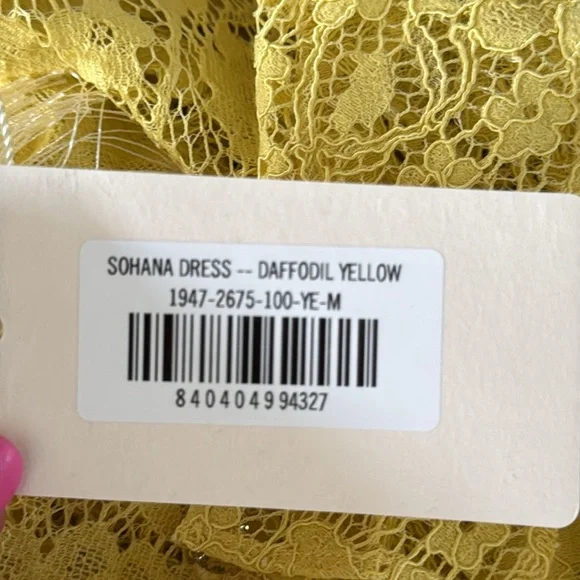 SOHANA DRESS -- DAFFODIL YELLOW
1947-2675-100-YE-M
840404994327